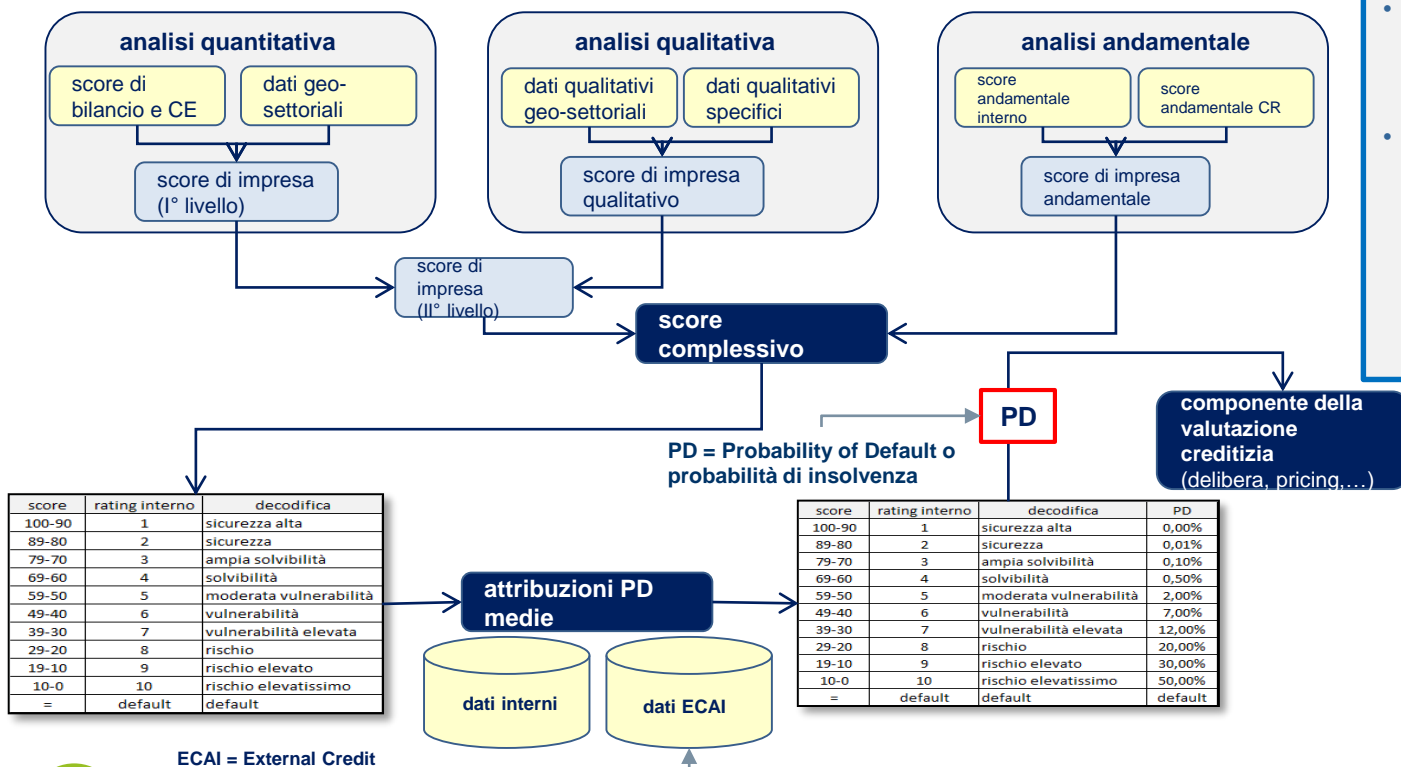 analisi quantitativa
score di
bilancio e CE
dati geo-
settoriali
score di impresa
(I° livello)
analisi qualitativa
dati qualitativi
geo-settoriali
dati qualitativi
specifici
score di impresa
qualitativo
analisi andamentale
score
andamentale
interno
score
andamentale CR
score di impresa
andamentale
score di
impresa
(II° livello)
score
complessivo
PD
PD = Probability of Default o
probabilità di insolvenza
componente della
valutazione
creditizia
(delibera, pricing,…)
score rating interno decodifica
100-90 1 sicurezza alta
89-80 2 sicurezza
79-70 3 ampia solvibilità
69-60 4 solvibilità
59-50 5 moderata vulnerabilità
49-40 6 vulnerabilità
39-30 7 vulnerabilità elevata
29-20 8 rischio
19-10 9 rischio elevato
10-0 10 rischio elevatissimo
= default default
attribuzioni PD
medie
dati interni
dati ECAI
score rating interno decodifica PD
100-90 1 sicurezza alta 0,00%
89-80 2 sicurezza 0,01%
79-70 3 ampia solvibilità 0,10%
69-60 4 solvibilità 0,50%
59-50 5 moderata vulnerabilità 2,00%
49-40 6 vulnerabilità 7,00%
39-30 7 vulnerabilità elevata 12,00%
29-20 8 rischio 20,00%
19-10 9 rischio elevato 30,00%
10-0 10 rischio elevatissimo 50,00%
= default default default
ECAI = External Credit